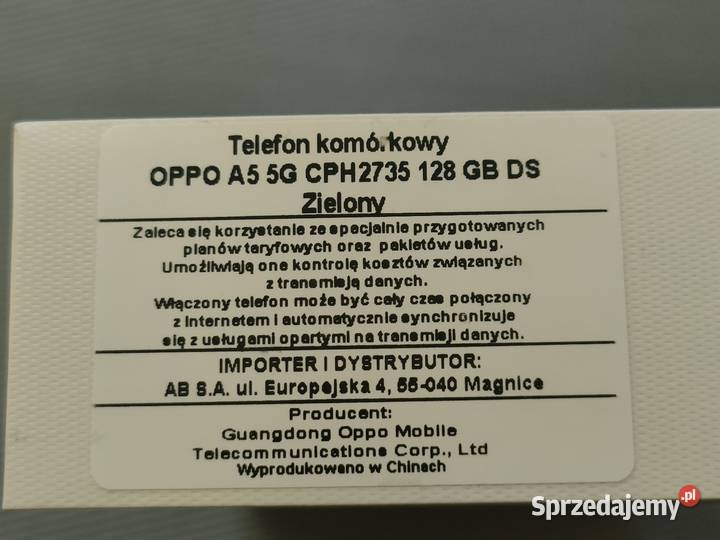 Telefon komórkowy
OPPO A5 5G CPH2735 128 GB DS
Zielony
Zaleca się korzystanie ze specjalnie przygotowanych
planów taryfowych oraz pakietów usług.
Umożliwiają one kontrolę kosztów związanych
z transmisją danych.
Włączony telefon może być cały czas połączony
z internetem i automatycznie synchronizuje
się z usługami opartymi na transmisji danych.
IMPORTER I DYSTRYBUTOR:
AB S.A. ul. Europejska 4, 55-040 Magnice
Producent:
Guangdong Oppo Mobile
Telecommunications Corp., Ltd
Wyprodukowano w Chinach
Sprzedajemy.pl